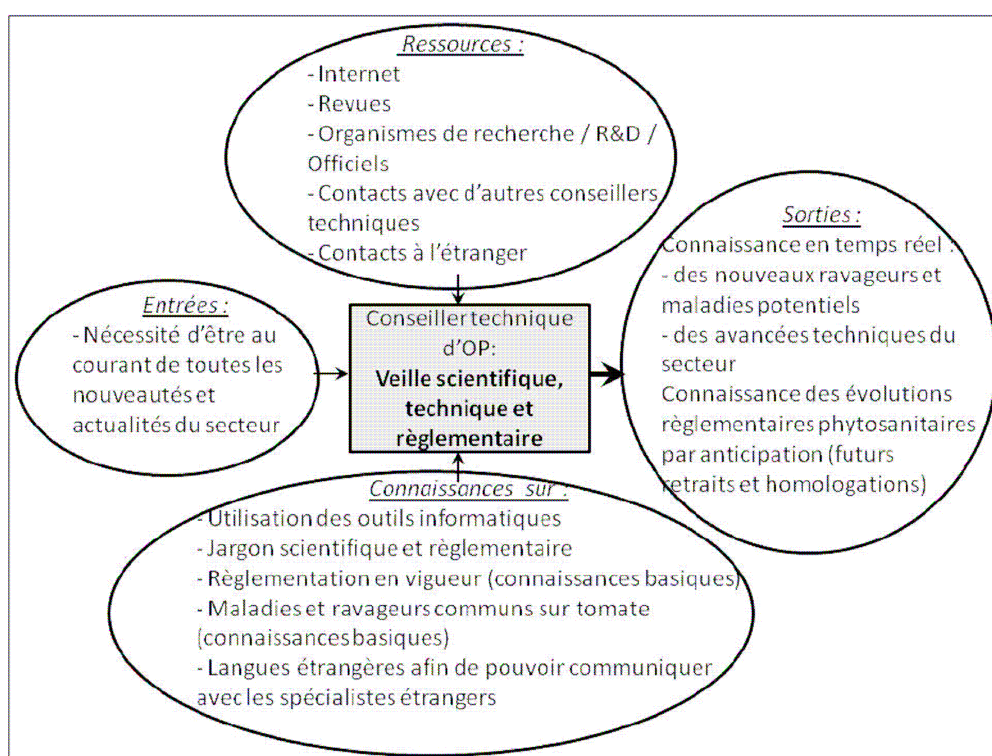 Ressources :
- Internet
- Revues
- Organismes de recherche / R&D /
Officiels
- Contacts avec d'autres conseillers
techniques
- Contacts à l'étranger
Entrées :
- Nécessité d'être au
courant de toutes les
nouveautés et
actualités du secteur
Conseiller technique
d'OP:
Veille scientifique,
technique et
règlementaire
Sorties :
Connaissance en temps réel :
- des nouveaux ravageurs et
maladies potentiels
- des avancées techniques du
secteur
Connaissance des évolutions
règlementaires phytosanitaires
par anticipation (futurs
retraits et homologations)
Connaissances sur :
- Utilisation des outils informatiques
- Jargon scientifique et règlementaire
- Règlementation en vigueur (connaissances basiques)
- Maladies et ravageurs communs sur tomate
(connaissances basiques)
- Langues étrangères afin de pouvoir communiquer
avec les spécialistes étrangers